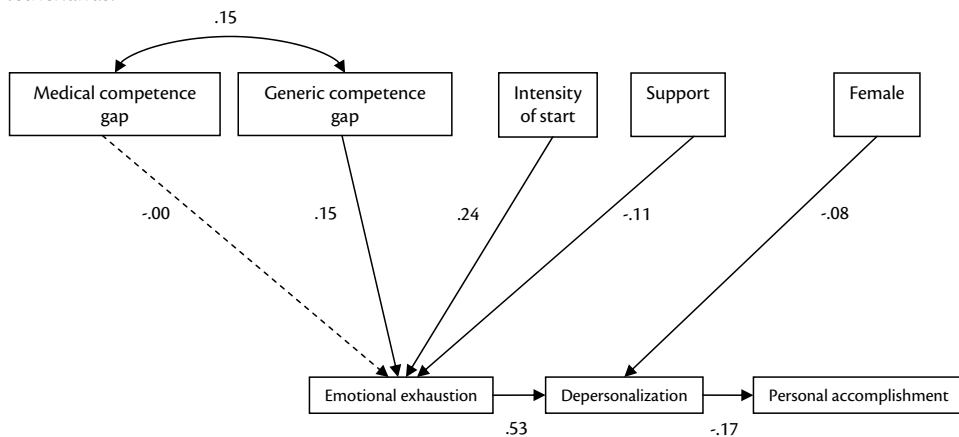 .15
Medical competence
gap
Generic competence
gap
Intensity
of start
Support
Female
-.00
.15
.24
-.11
-.08
Emotional exhaustion
Depersonalization
Personal accomplishment
.53
-.17